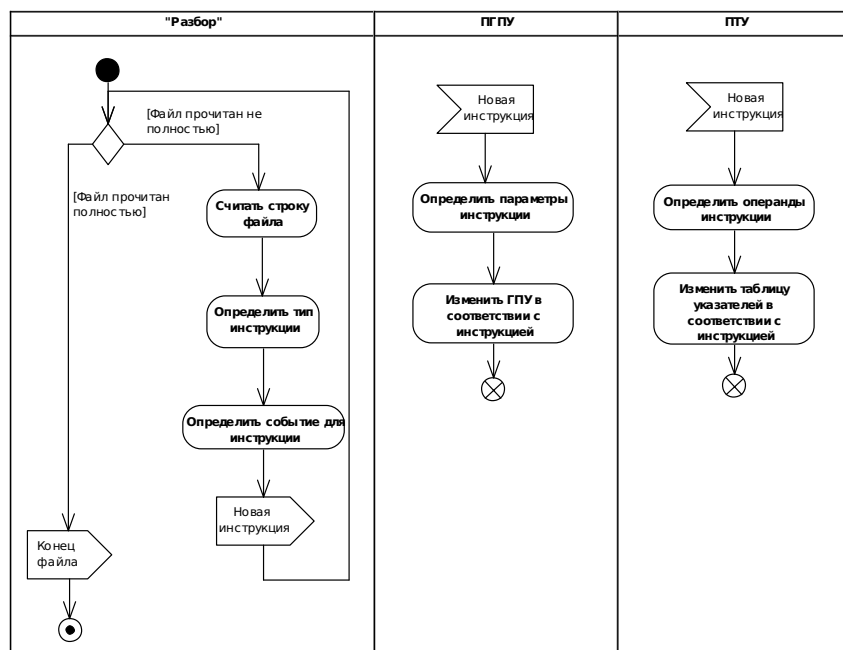 "Разбор"
ПГПУ
ПТУ
[Файл прочитан не
полностью]
[Файл прочитан
полностью]
Считать строку
файла
Определить тип
инструкции
Определить событие для
инструкции
Новая
инструкция
Конец
файла
Новая
инструкция
Определить параметры
инструкции
Изменить ГПУ в
соответствии с
инструкцией
Новая
инструкция
Определить операнды
инструкции
Изменить таблицу
указателей в
соответствии с
инструкцией